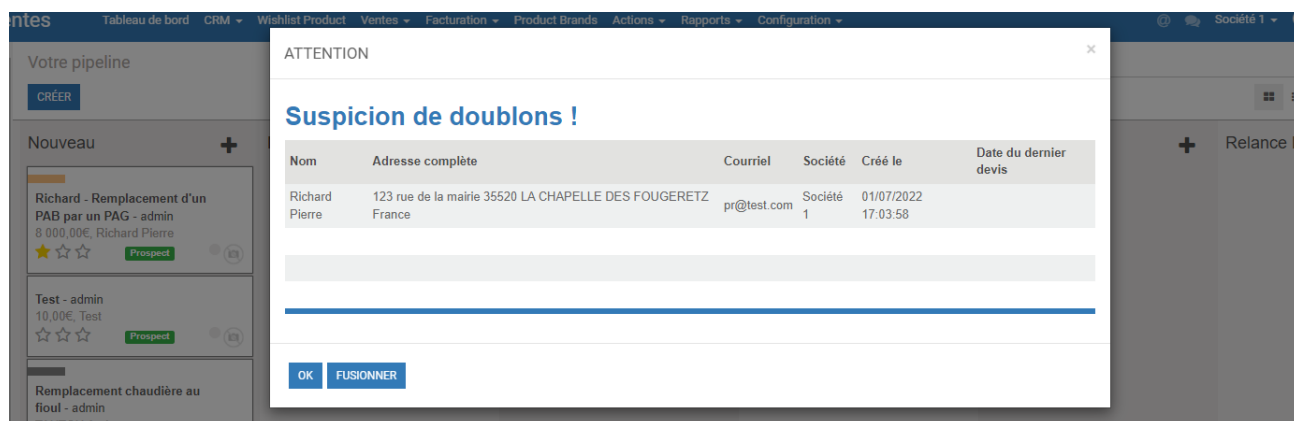 entes Tableau de bord CRM Wishlist Product Ventes Facturation Product Brands Actions Rapports Configuration @ Société 1
Votre pipeline
CRÉER
Nouveau
Relance
Richard - Remplacement d'un
PAB par un PAG - admin
8 000,00€, Richard Pierre
Prospect
Test - admin
10,00€, Test
Prospect
Remplacement chaudière au
fioul - admin
ATTENTION ×
Suspicion de doublons !
Nom Adresse complète Courriel Société Créé le Date du dernier
devis
Richard 123 rue de la mairie 35520 LA CHAPELLE DES FOUGERETZ pr@test.com Société 01/07/2022
Pierre France 1 17:03:58
OK FUSIONNER